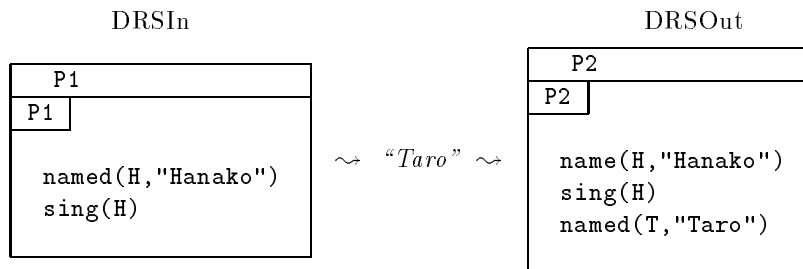 DRSIn
DRSOut
P1
P1
named(H,"Hanako")
sing(H)
↝ "Taro" ↝
P2
P2
name(H,"Hanako")
sing(H)
named(T,"Taro")